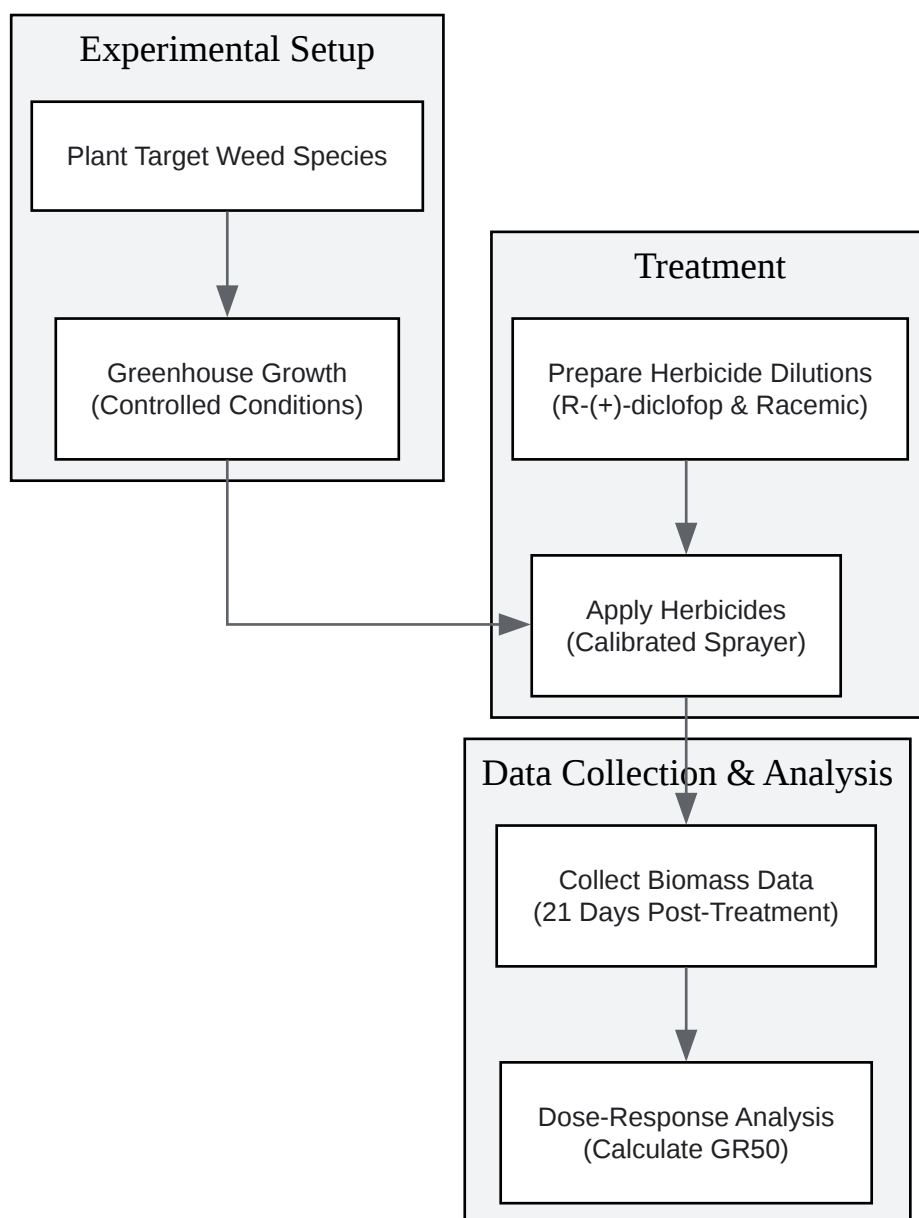 Experimental Setup
Plant Target Weed Species
Greenhouse Growth
(Controlled Conditions)
Treatment
Prepare Herbicide Dilutions
(R-(+)-diclofop & Racemic)
Apply Herbicides
(Calibrated Sprayer)
Data Collection & Analysis
Collect Biomass Data
(21 Days Post-Treatment)
Dose-Response Analysis
(Calculate GR50)